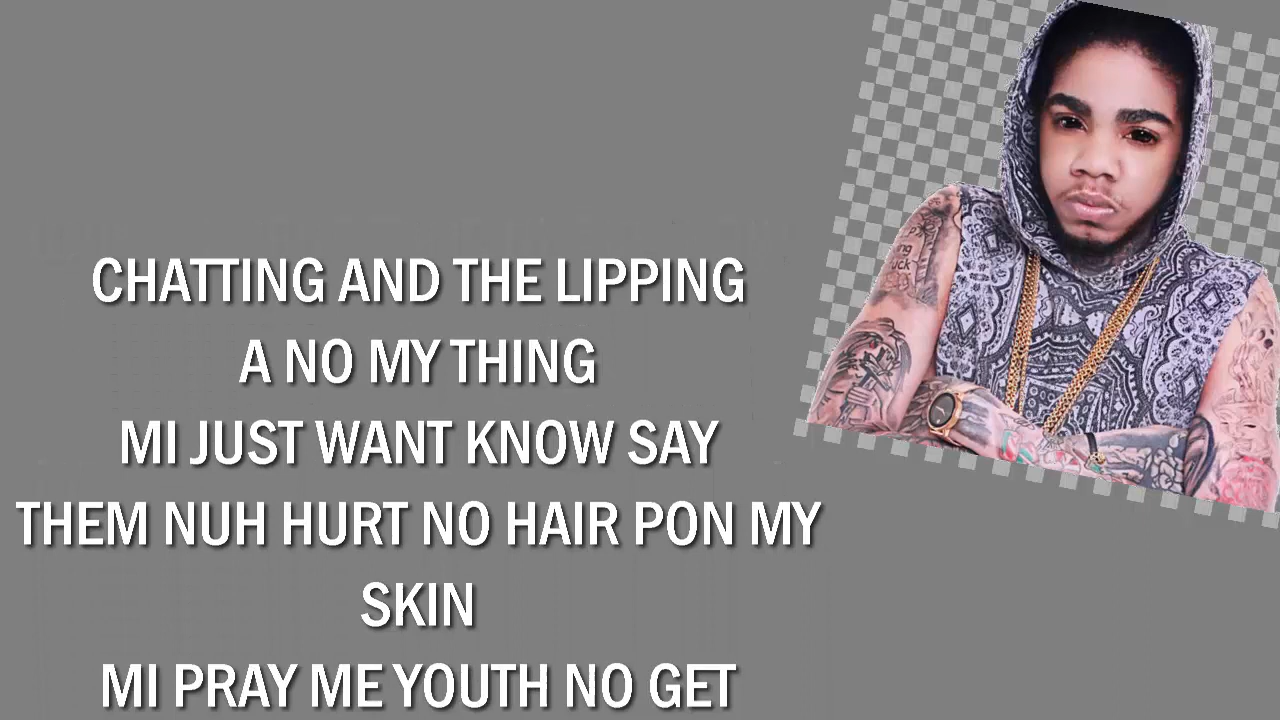 CHATTING AND THE LIPPING
A NO MY THING
MI JUST WANT KNOW SAY
THEM NUH HURT NO HAIR PON MY
SKIN
MI PRAY ME YOUTH NO GET